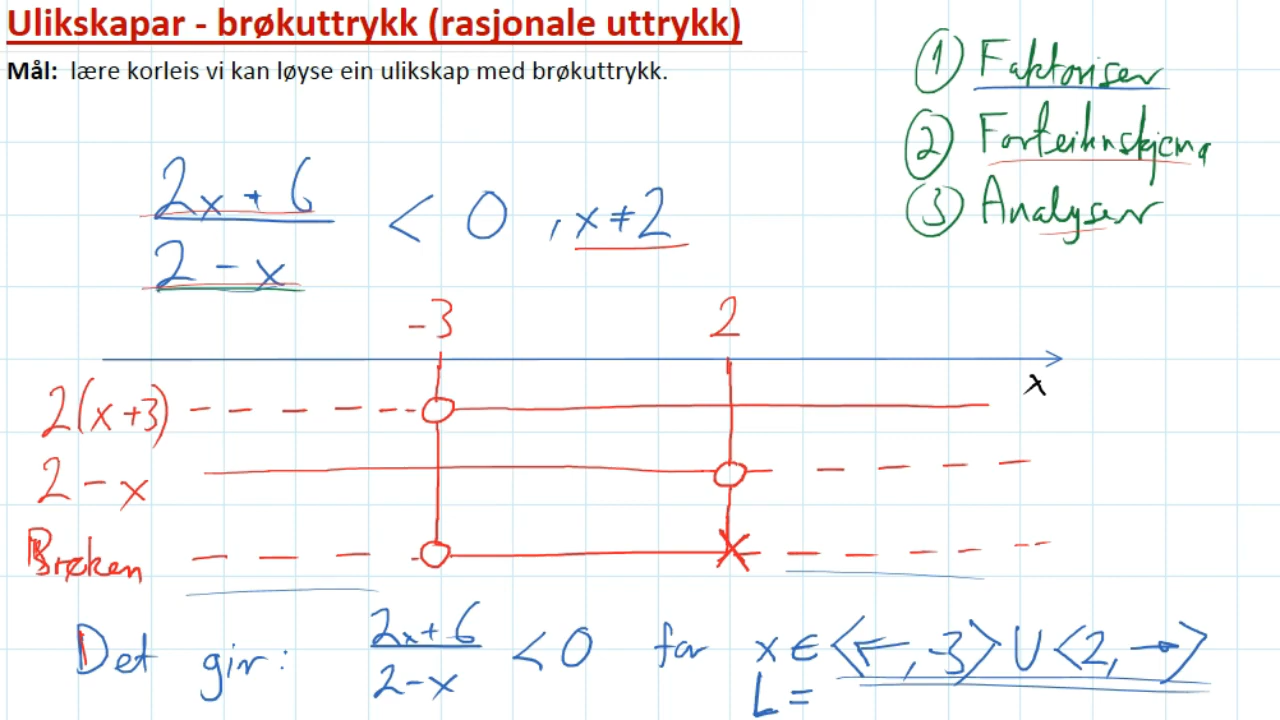 Ulikskapar - brøkuttrykk (rasjonale uttrykk)
Mål: lære korleis vi kan løyse ein ulikskap med brøkuttrykk.
① Faktoriser
② Forteiknskjema
③ Analyser
2x + 6
2 - x
< 0 , x ≠ 2
-3 2
x
2(x+3)
2 - x
Brøken
Det gir: 2x+6 / 2-x < 0 for x ∈ ⟨←, -3⟩ ∪ ⟨2, →⟩
L =